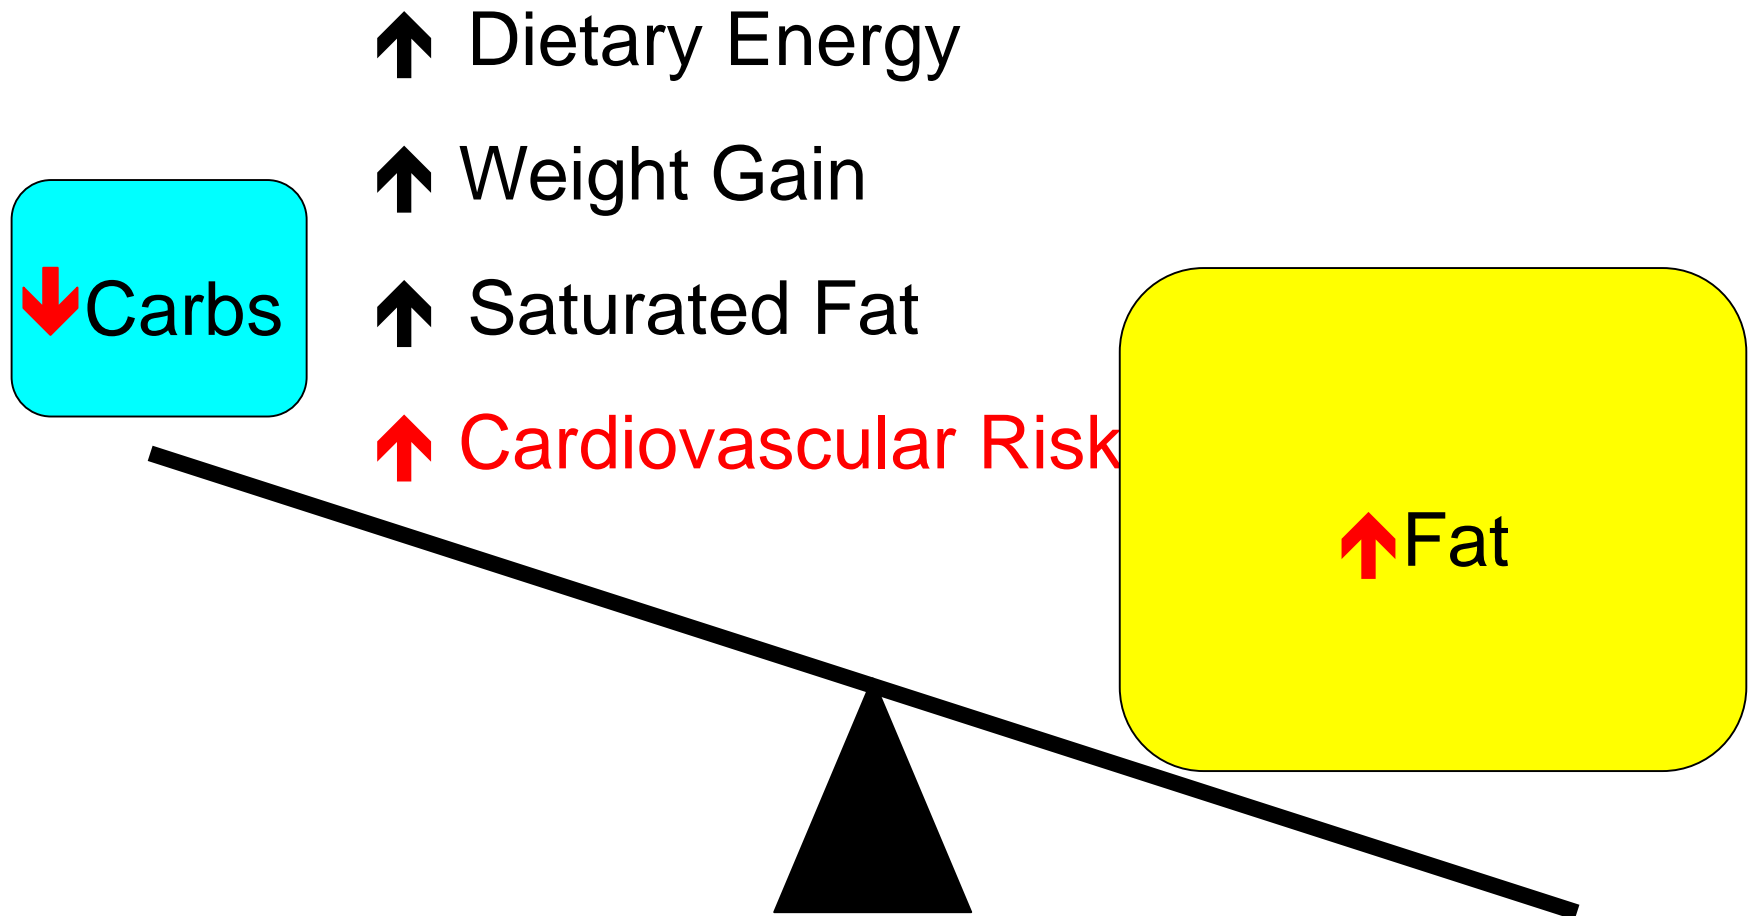 ↑ Dietary Energy
↑ Weight Gain
↓Carbs
↑ Saturated Fat
↑ Cardiovascular Risk
↑Fat